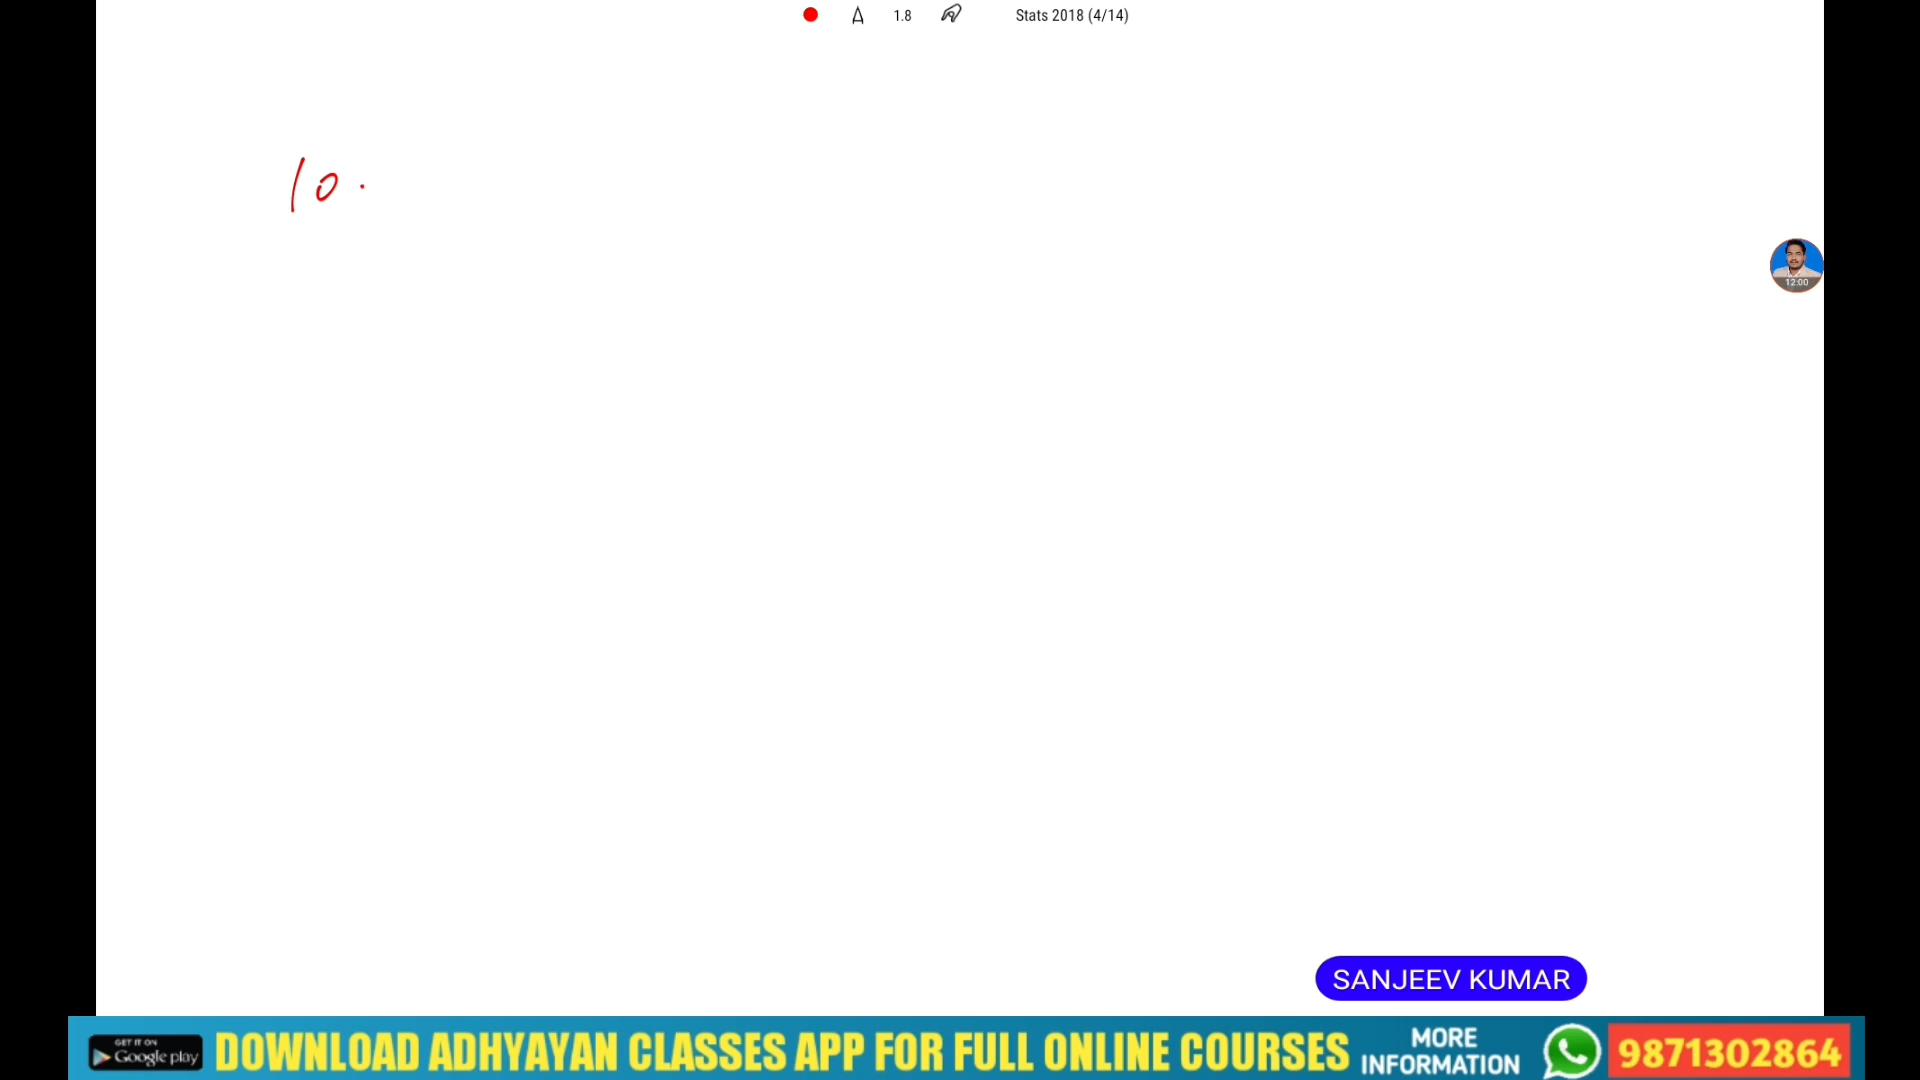 1.8 Stats 2018 (4/14)
10.
12:00
SANJEEV KUMAR
GET IT ON
Google play
DOWNLOAD ADHYAYAN CLASSES APP FOR FULL ONLINE COURSES
MORE
INFORMATION
9871302864